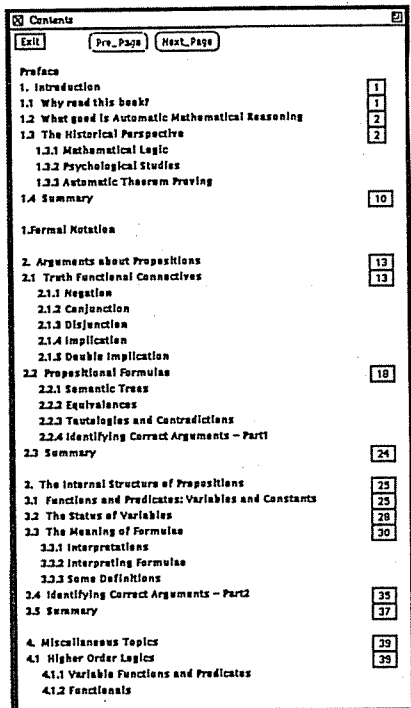 Contents
Exit Pre_Page Next_Page
Preface
1. Introduction 1
1.1 Why read this book? 1
1.2 What good is Automatic Mathematical Reasoning 2
1.3 The Historical Perspective 2
1.3.1 Mathematical Logic
1.3.2 Psychological Studies
1.3.3 Automatic Theorem Proving
1.4 Summary 10
1.Formal Notation
2. Arguments about Propositions 13
2.1 Truth Functional Connectives 13
2.1.1 Negation
2.1.2 Conjunction
2.1.3 Disjunction
2.1.4 Implication
2.1.5 Double Implication
2.2 Propositional Formulae 18
2.2.1 Semantic Trees
2.2.2 Equivalences
2.2.3 Tautologies and Contradictions
2.2.4 Identifying Correct Arguments – Part1
2.3 Summary 24
3. The Internal Structure of Propositions 25
3.1 Functions and Predicates: Variables and Constants 25
3.2 The Status of Variables 28
3.3 The Meaning of Formulae 30
3.3.1 Interpretations
3.3.2 Interpreting Formulae
3.3.3 Some Definitions
3.4 Identifying Correct Arguments – Part2 35
3.5 Summary 37
4. Miscellaneous Topics 39
4.1 Higher Order Logics 39
4.1.1 Variable Functions and Predicates
4.1.2 Functionals